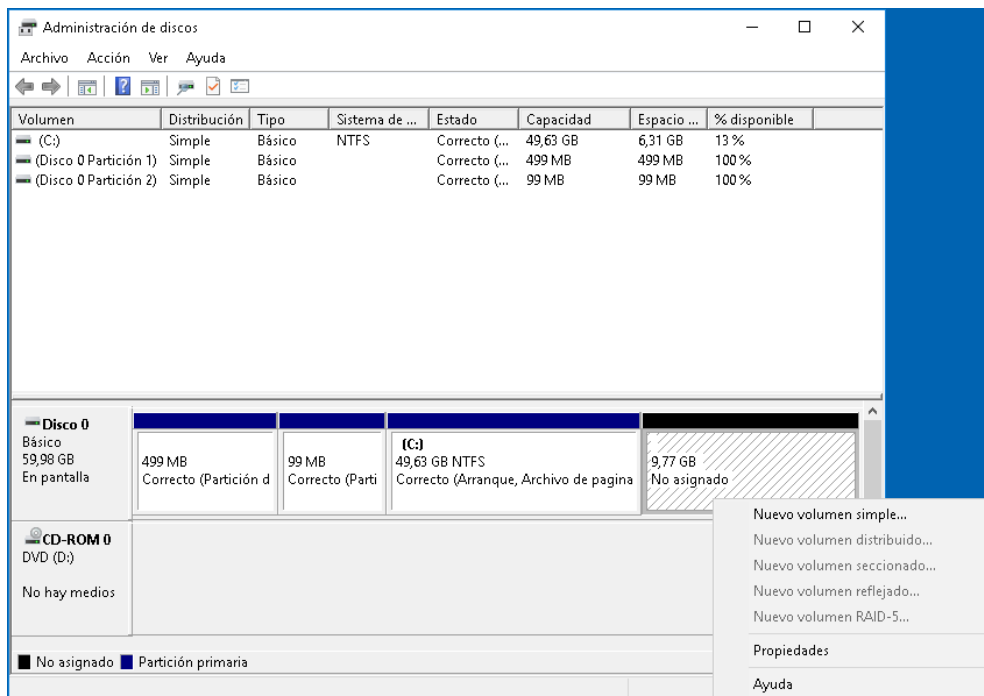 Administración de discos
Archivo Acción Ver Ayuda
Volumen Distribución Tipo Sistema de ... Estado Capacidad Espacio ... % disponible
(C:) Simple Básico NTFS Correcto (... 49,63 GB 6,31 GB 13 %
(Disco 0 Partición 1) Simple Básico Correcto (... 499 MB 499 MB 100 %
(Disco 0 Partición 2) Simple Básico Correcto (... 99 MB 99 MB 100 %
Disco 0
Básico
59,98 GB
En pantalla
499 MB
Correcto (Partición d
99 MB
Correcto (Parti
(C:)
49,63 GB NTFS
Correcto (Arranque, Archivo de pagina
9,77 GB
No asignado
CD-ROM 0
DVD (D:)
No hay medios
Nuevo volumen simple...
Nuevo volumen distribuido...
Nuevo volumen seccionado...
Nuevo volumen reflejado...
Nuevo volumen RAID-5...
Propiedades
Ayuda
No asignado Partición primaria